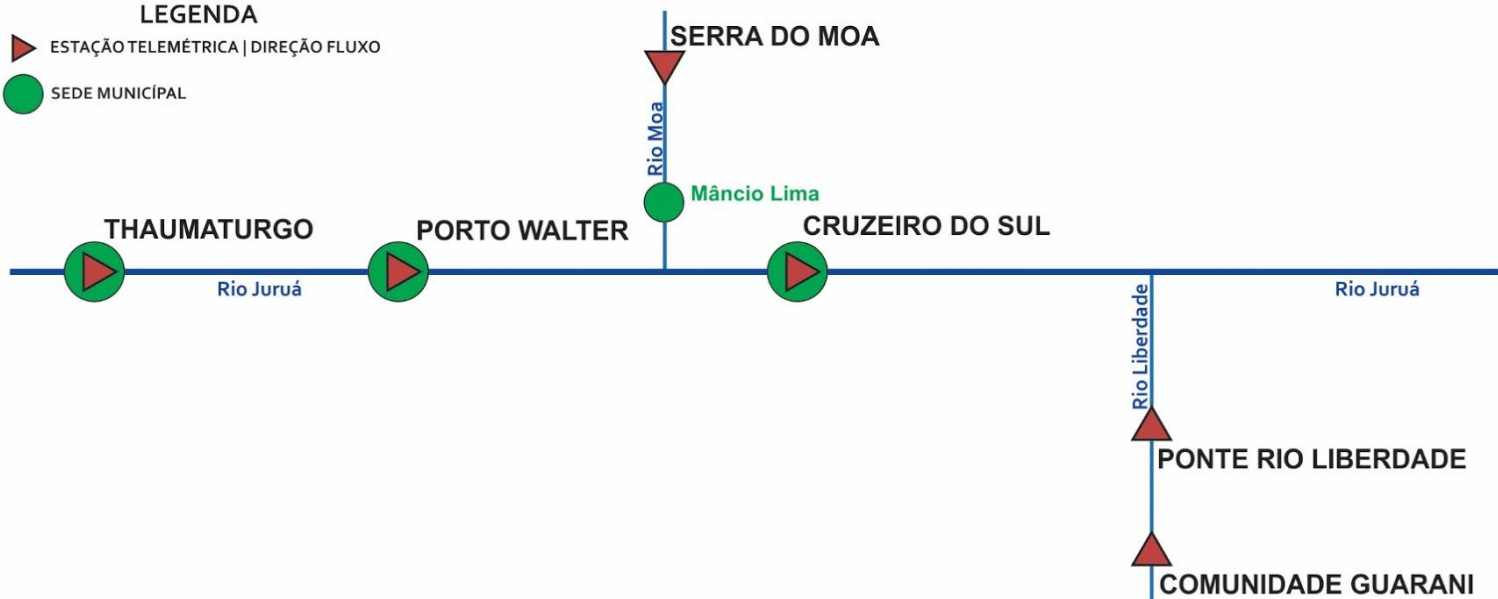 LEGENDA
ESTAÇÃO TELEMÉTRICA | DIREÇÃO FLUXO
SEDE MUNICÍPAL
SERRA DO MOA
Rio Moa
Mâncio Lima
THAUMATURGO
PORTO WALTER
CRUZEIRO DO SUL
Rio Juruá
Rio Juruá
Rio Liberdade
PONTE RIO LIBERDADE
COMUNIDADE GUARANI